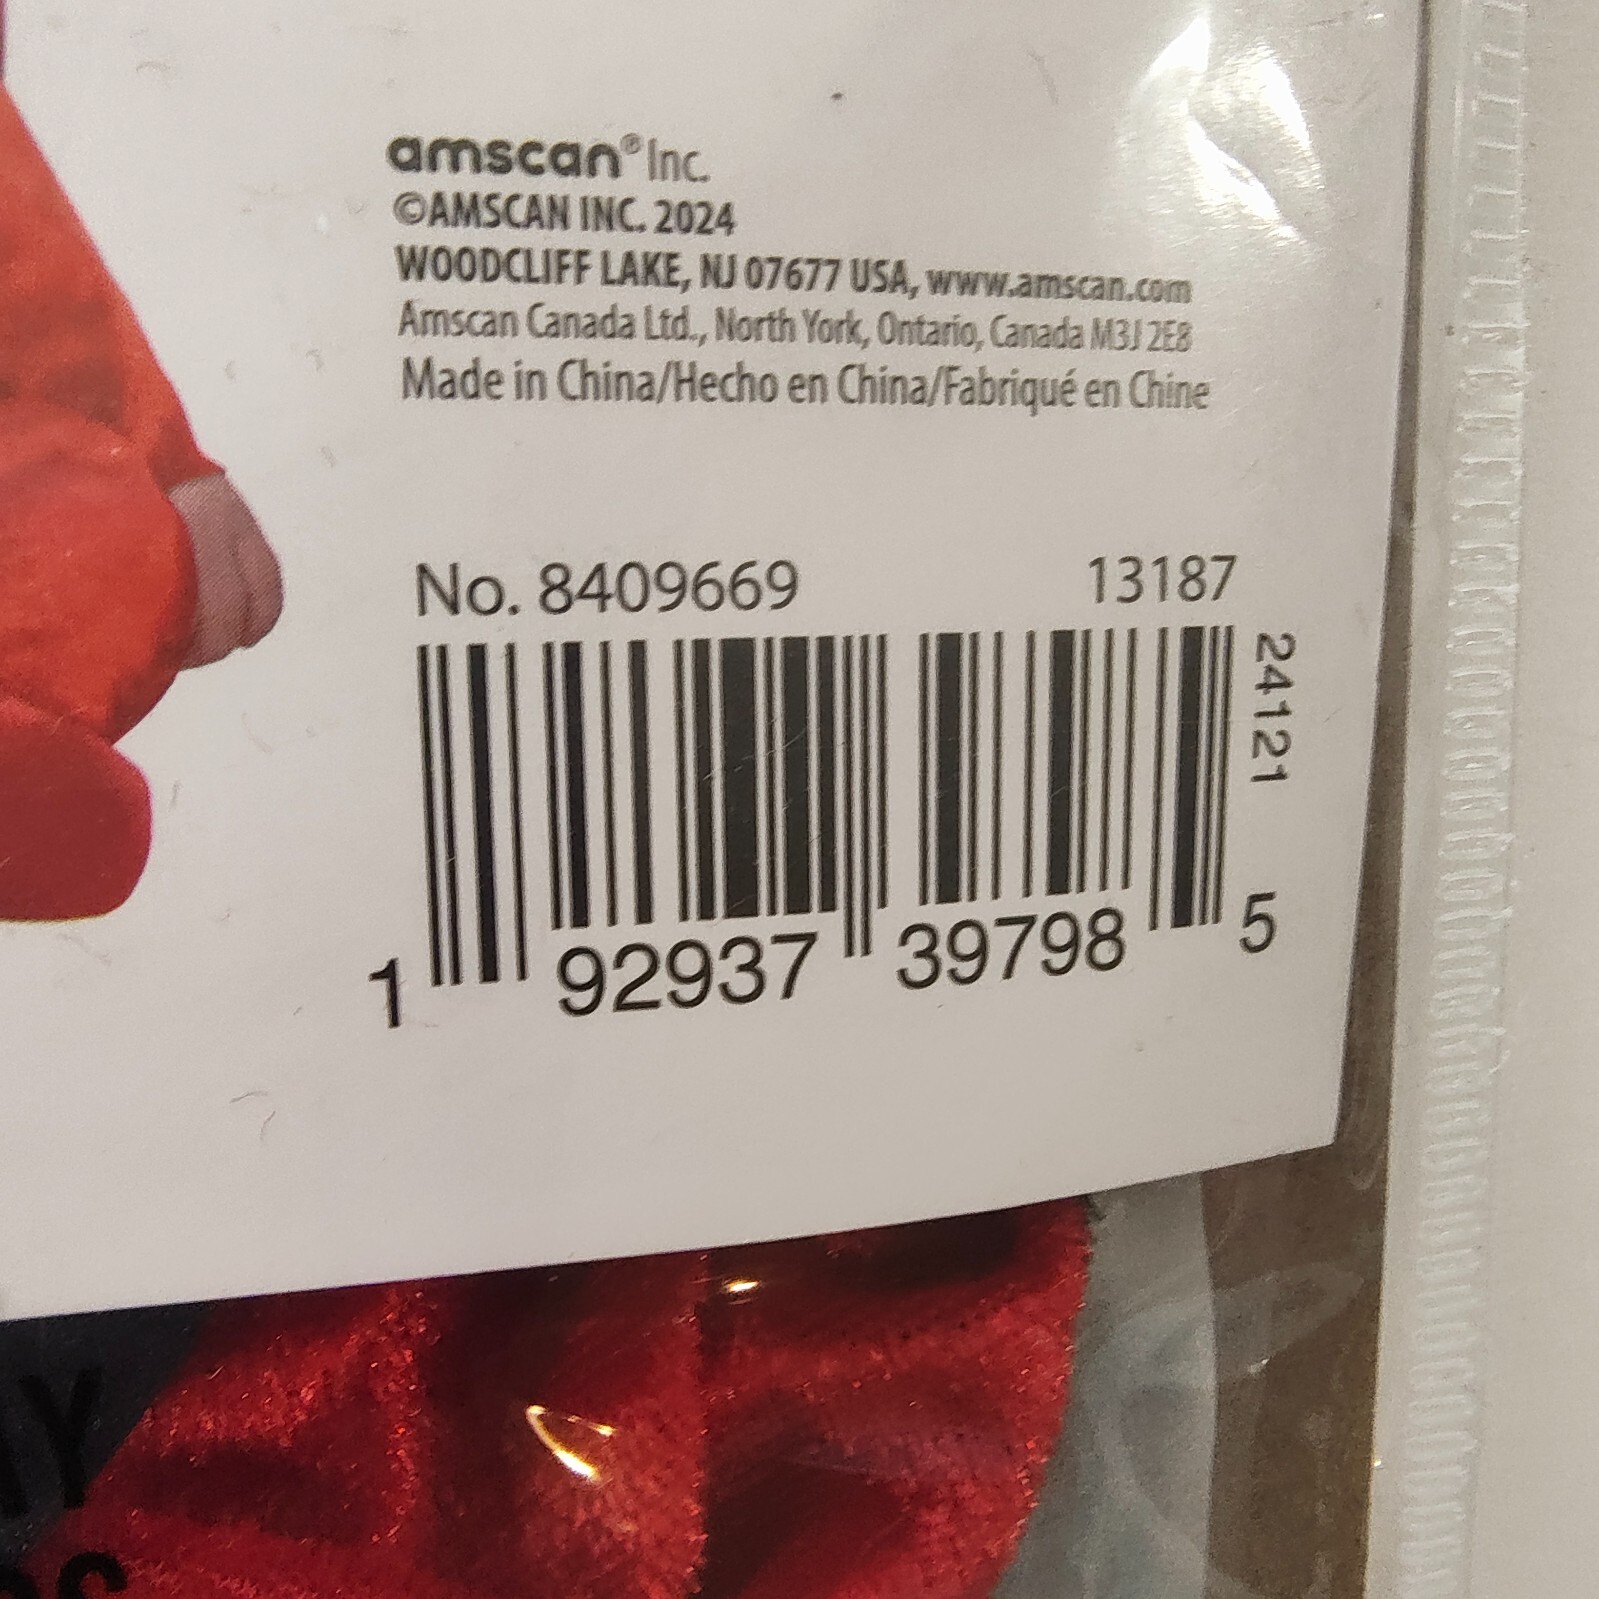 amscan® Inc.
©AMSCAN INC. 2024
WOODCLIFF LAKE, NJ 07677 USA, www.amscan.com
Amscan Canada Ltd., North York, Ontario, Canada M3J 2E8
Made in China/Hecho en China/Fabriqué en Chine
No. 8409669 13187
24121
1 92937 39798 5